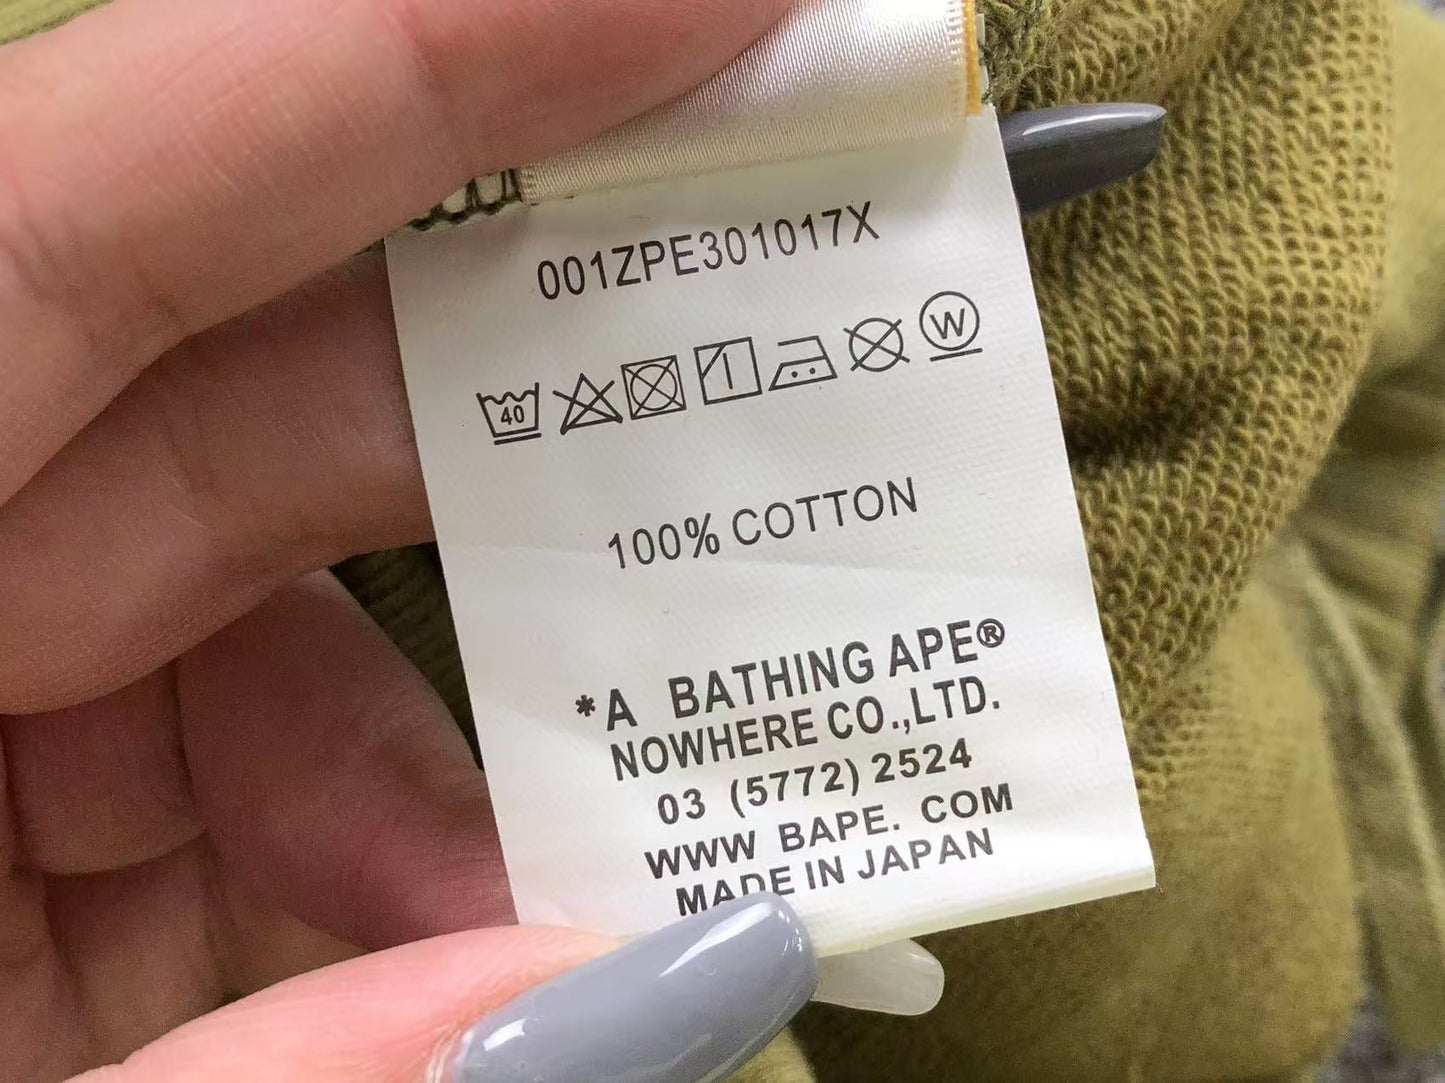 001ZPE301017X
40
W
100% COTTON
*A BATHING APE®
NOWHERE CO.,LTD.
03 (5772) 2524
WWW BAPE. COM
MADE IN JAPAN